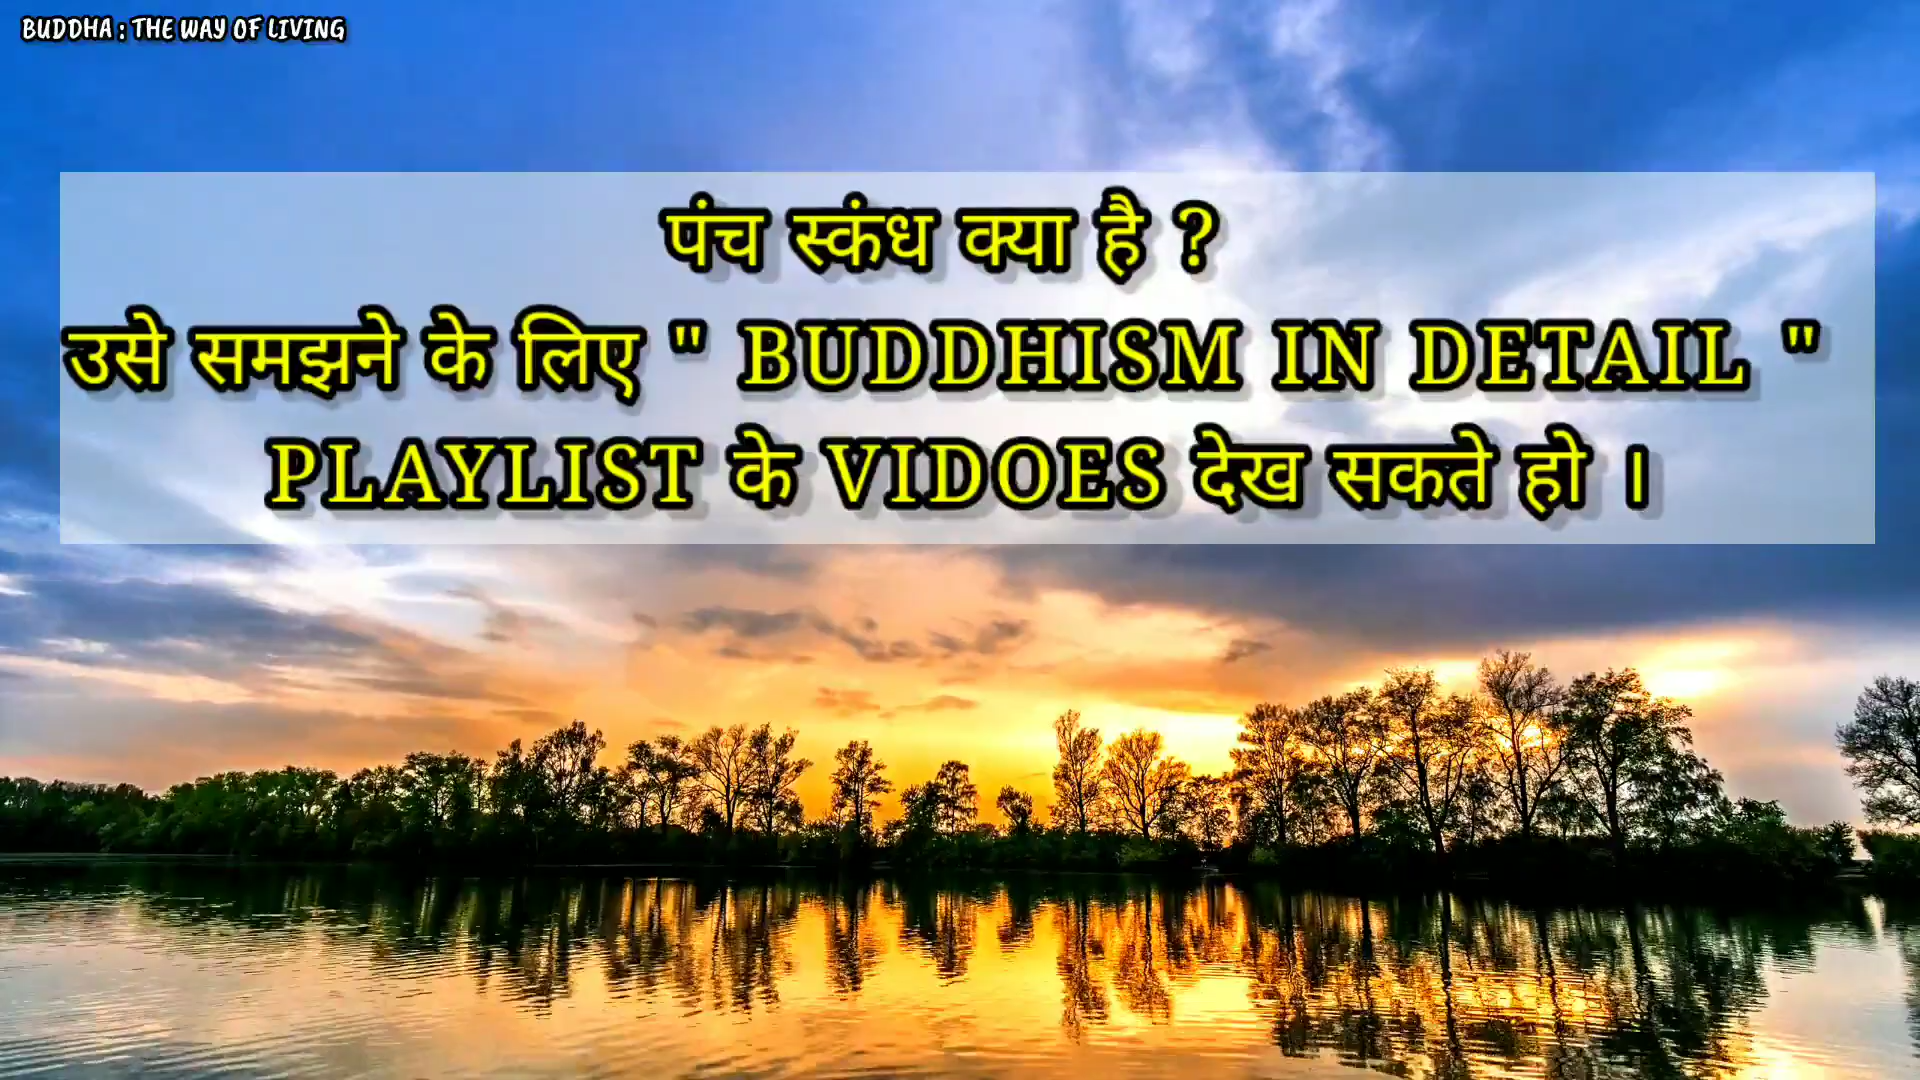 BUDDHA : THE WAY OF LIVING
पंच स्कंध क्या है ?
उसे समझने के लिए " BUDDHISM IN DETAIL "
PLAYLIST के VIDOES देख सकते हो ।